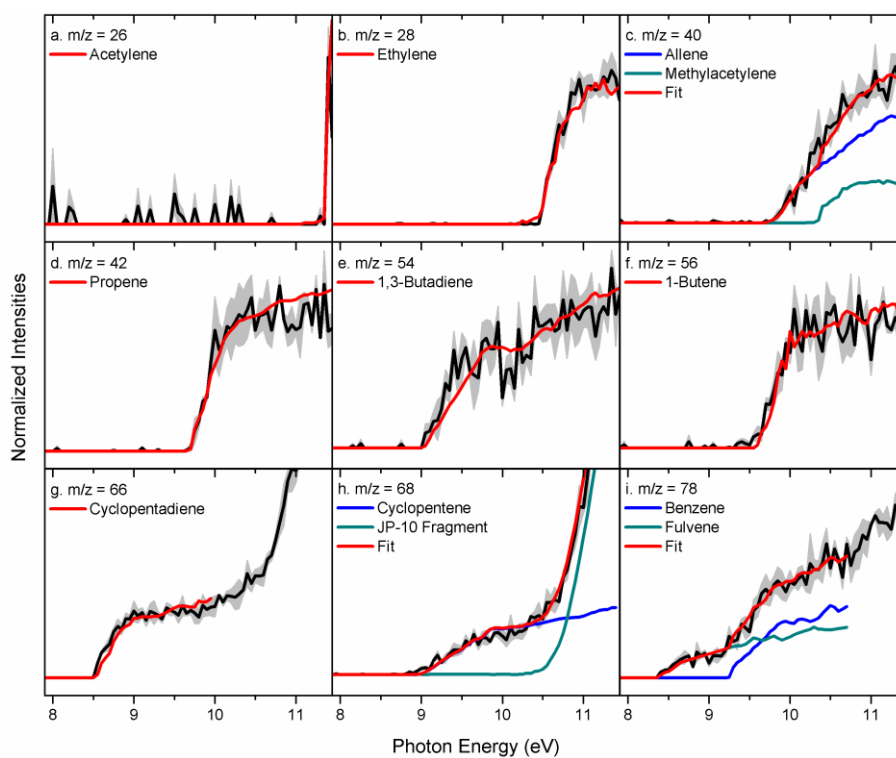 a. m/z = 26
Acetylene
b. m/z = 28
Ethylene
c. m/z = 40
Allene
Methylacetylene
Fit
d. m/z = 42
Propene
e. m/z = 54
1,3-Butadiene
f. m/z = 56
1-Butene
g. m/z = 66
Cyclopentadiene
h. m/z = 68
Cyclopentene
JP-10 Fragment
Fit
i. m/z = 78
Benzene
Fulvene
Fit
Normalized Intensities
8 9 10 11 8 9 10 11 8 9 10 11
Photon Energy (eV)